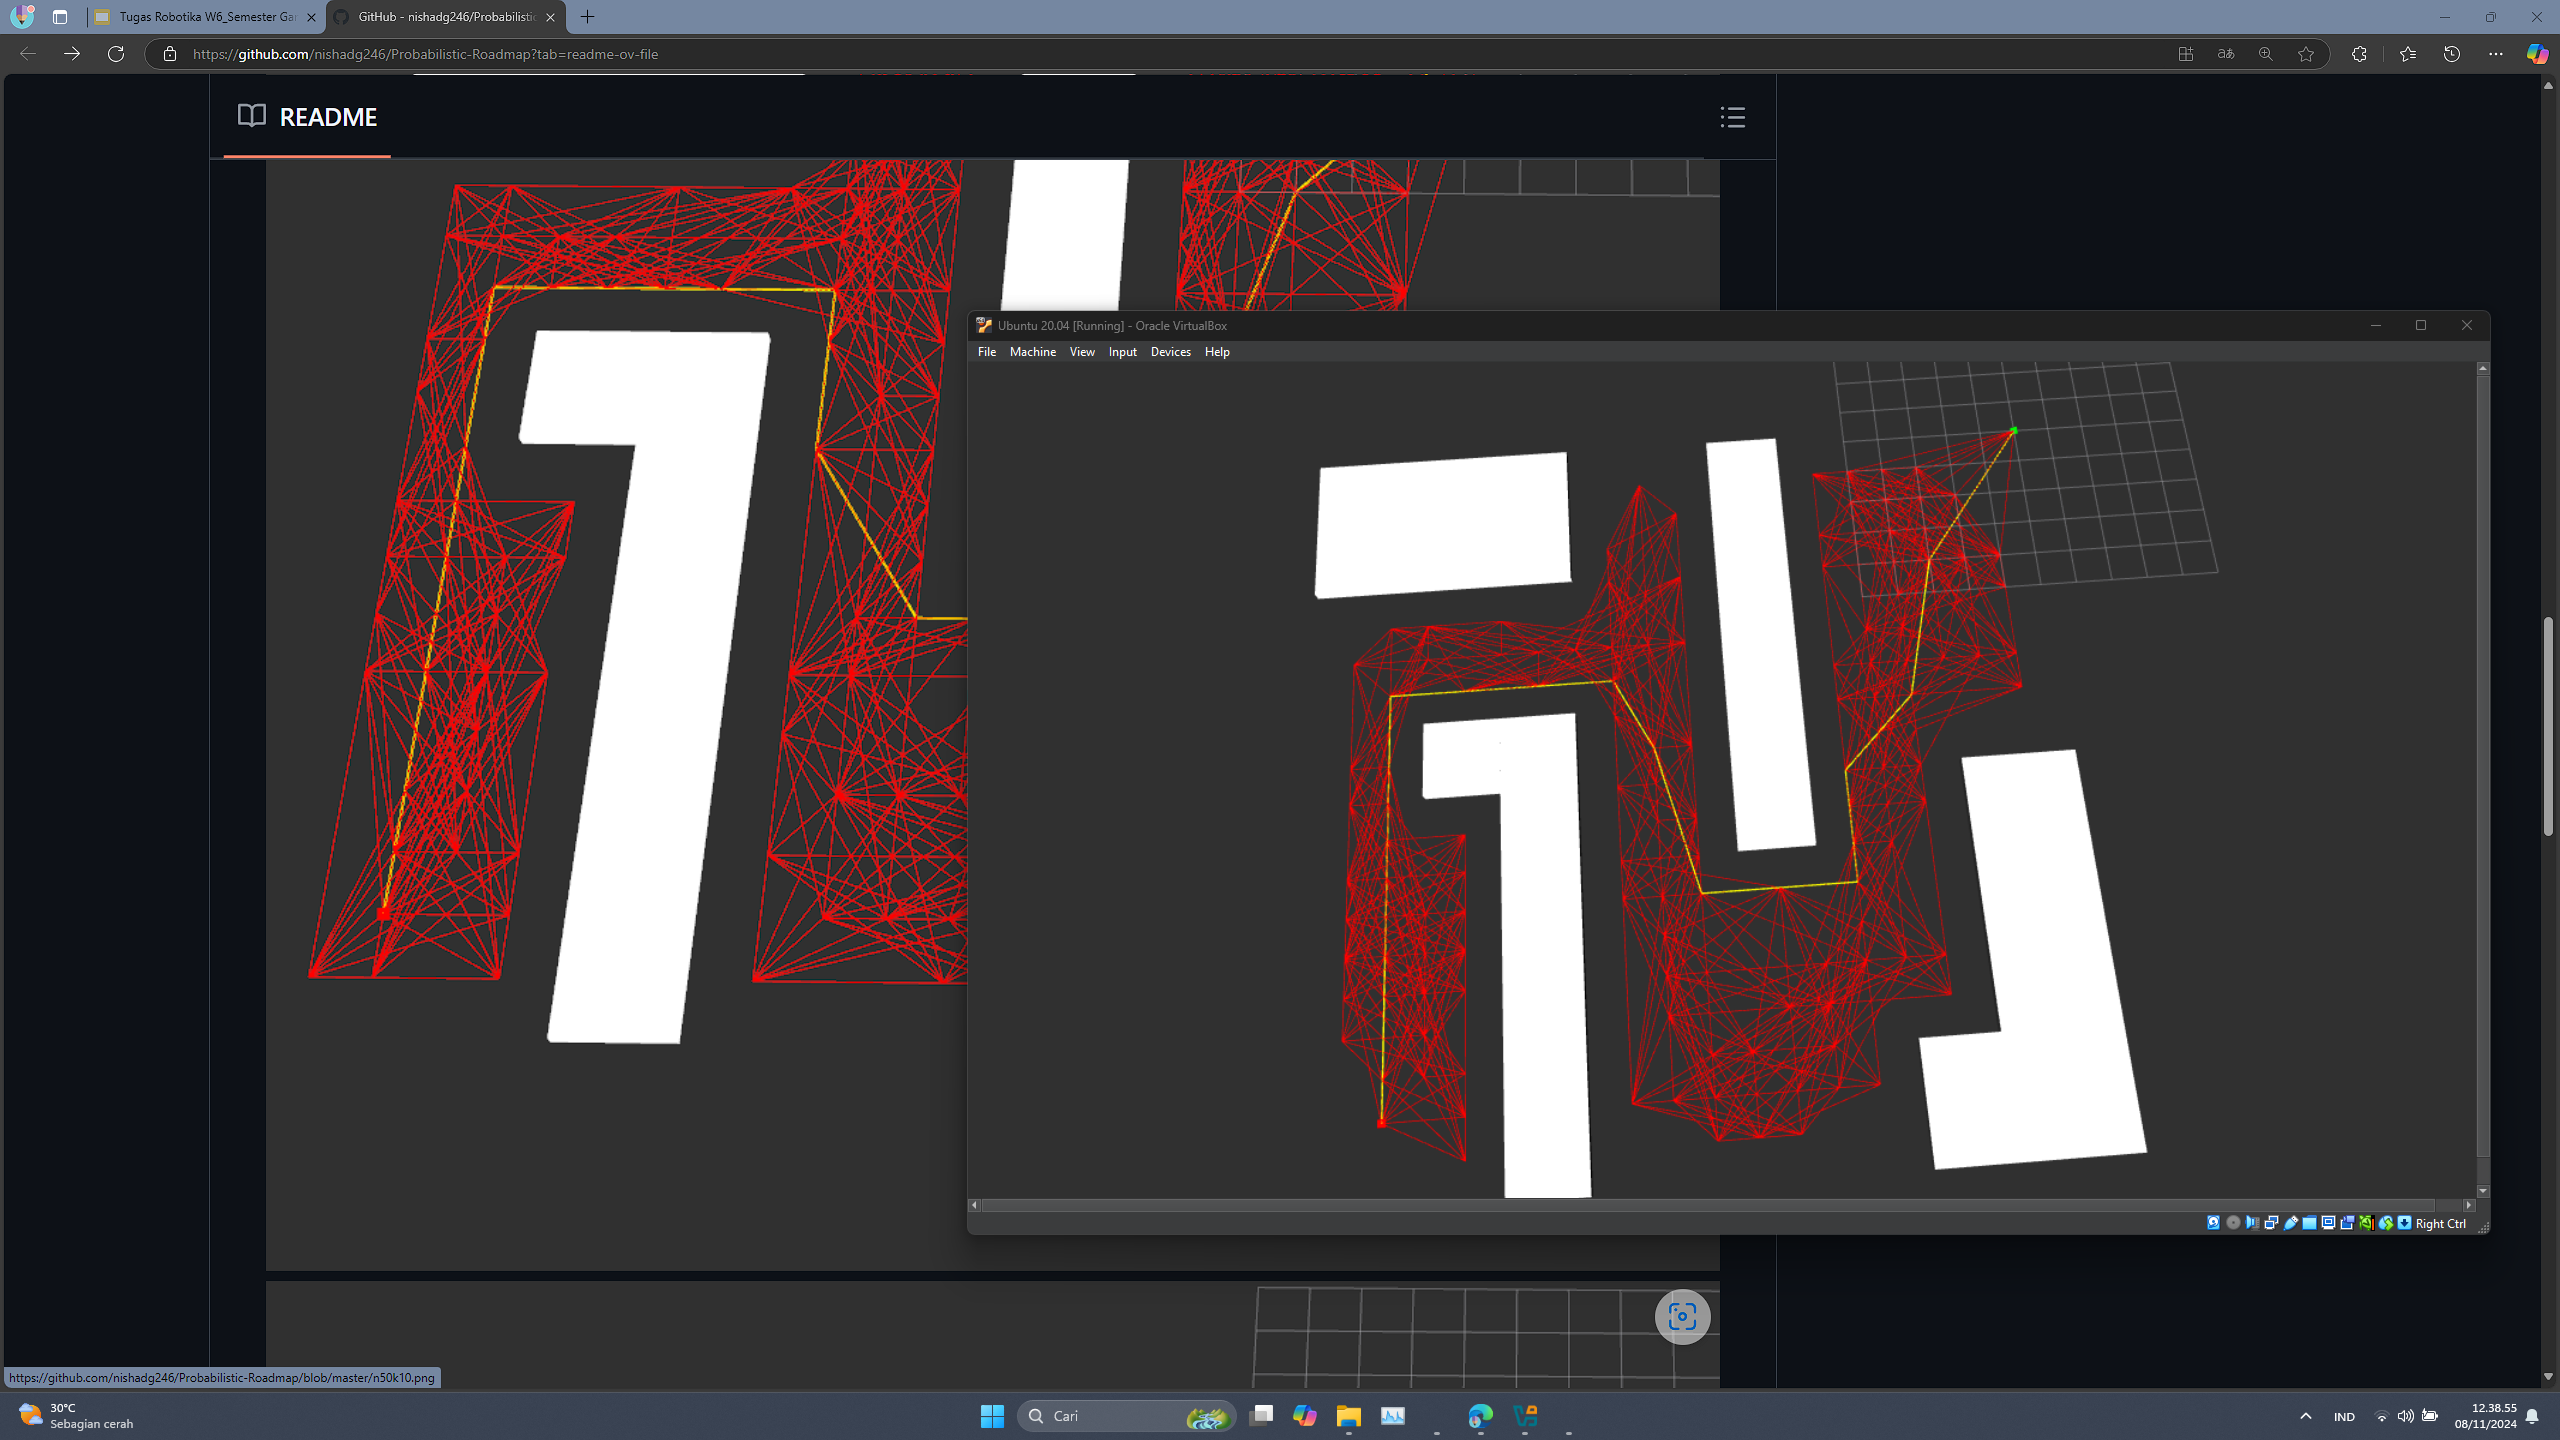 Tugas Robotika W6_Semester Ga
GitHub - nishadg246/Probabilistic
https://github.com/nishadg246/Probabilistic-Roadmap?tab=readme-ov-file
README
Ubuntu 20.04 [Running] - Oracle VirtualBox
File Machine View Input Devices Help
Right Ctrl
https://github.com/nishadg246/Probabilistic-Roadmap/blob/master/n50k10.png
30°C
Sebagian cerah
Cari
IND
12.38.55
08/11/2024